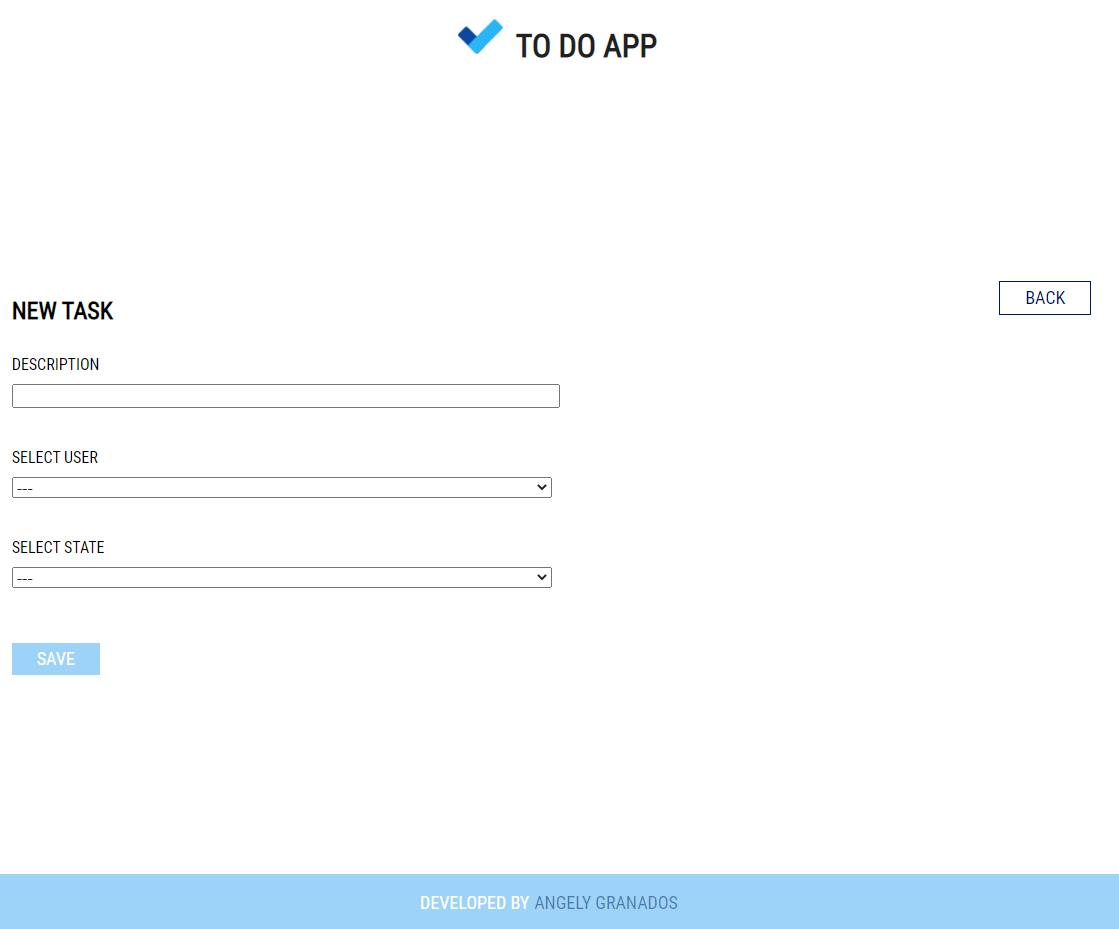 TO DO APP
BACK
NEW TASK
DESCRIPTION
SELECT USER
---
SELECT STATE
---
SAVE
DEVELOPED BY ANGELY GRANADOS